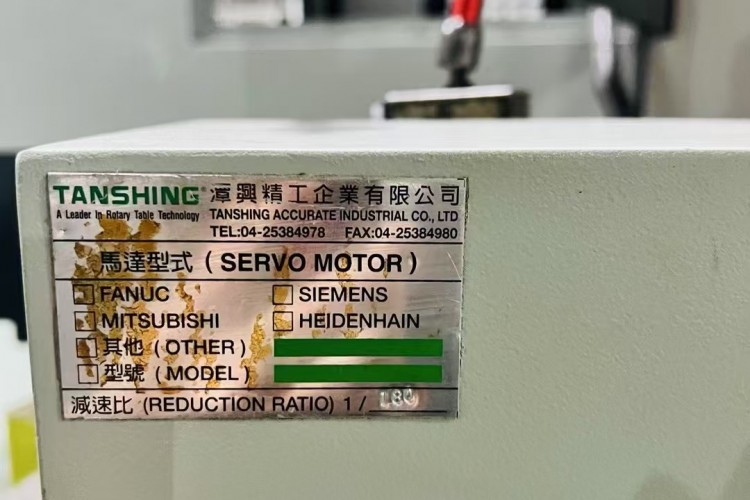 TANSHING® 潭興精工企業有限公司
A Leader In Rotary Table Technology TANSHING ACCURATE INDUSTRIAL CO., LTD
TEL:04-25384978 FAX:04-25384980
馬達型式 ( SERVO MOTOR )
FANUC SIEMENS
MITSUBISHI HEIDENHAIN
其他 ( OTHER )
型號 ( MODEL )
減速比 (REDUCTION RATIO) 1 / 180